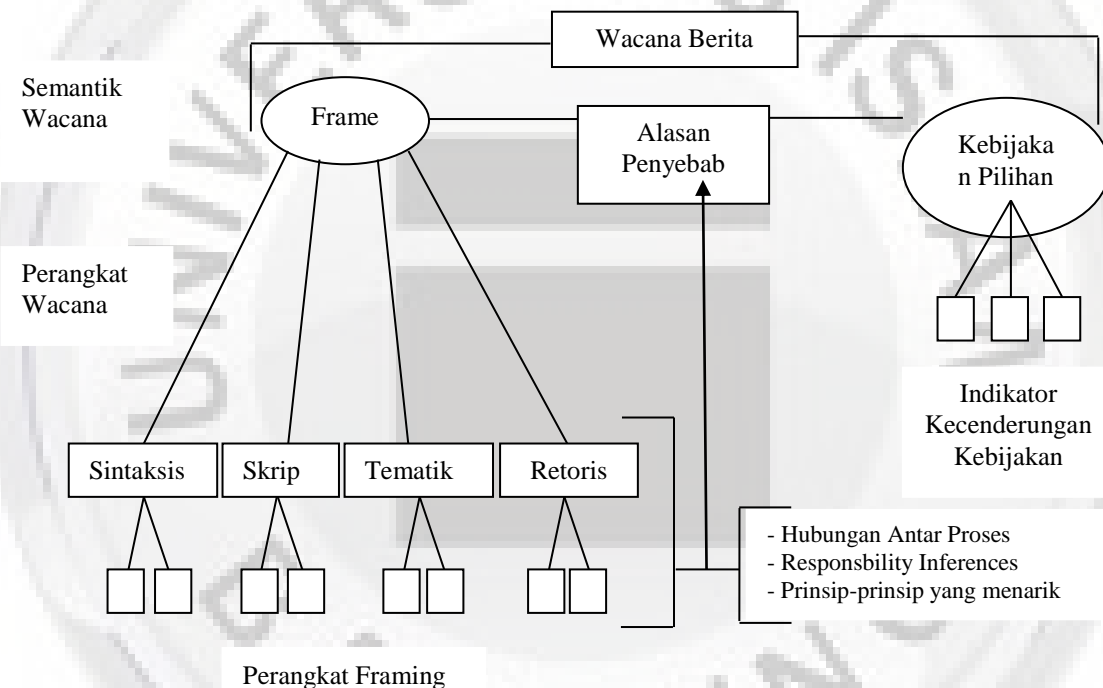 Wacana Berita
Semantik
Wacana
Frame
Alasan
Penyebab
Kebijaka
n Pilihan
Perangkat
Wacana
Indikator
Kecenderungan
Kebijakan
Sintaksis
Skrip
Tematik
Retoris
- Hubungan Antar Proses
- Responsbility Inferences
- Prinsip-prinsip yang menarik
Perangkat Framing